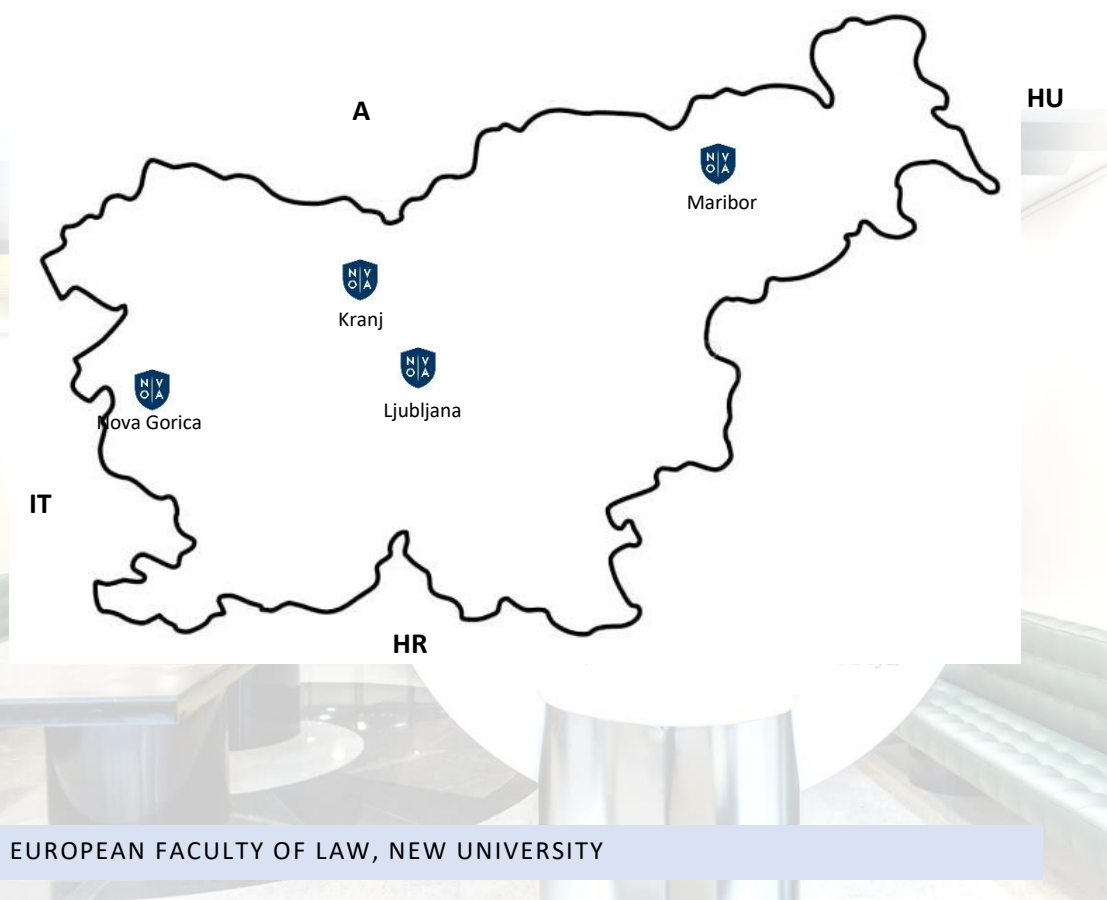 A
HU
N V
O A
Maribor
N V
O A
Kranj
N V
O A
Ljubljana
N V
O A
Nova Gorica
IT
HR
EUROPEAN FACULTY OF LAW, NEW UNIVERSITY